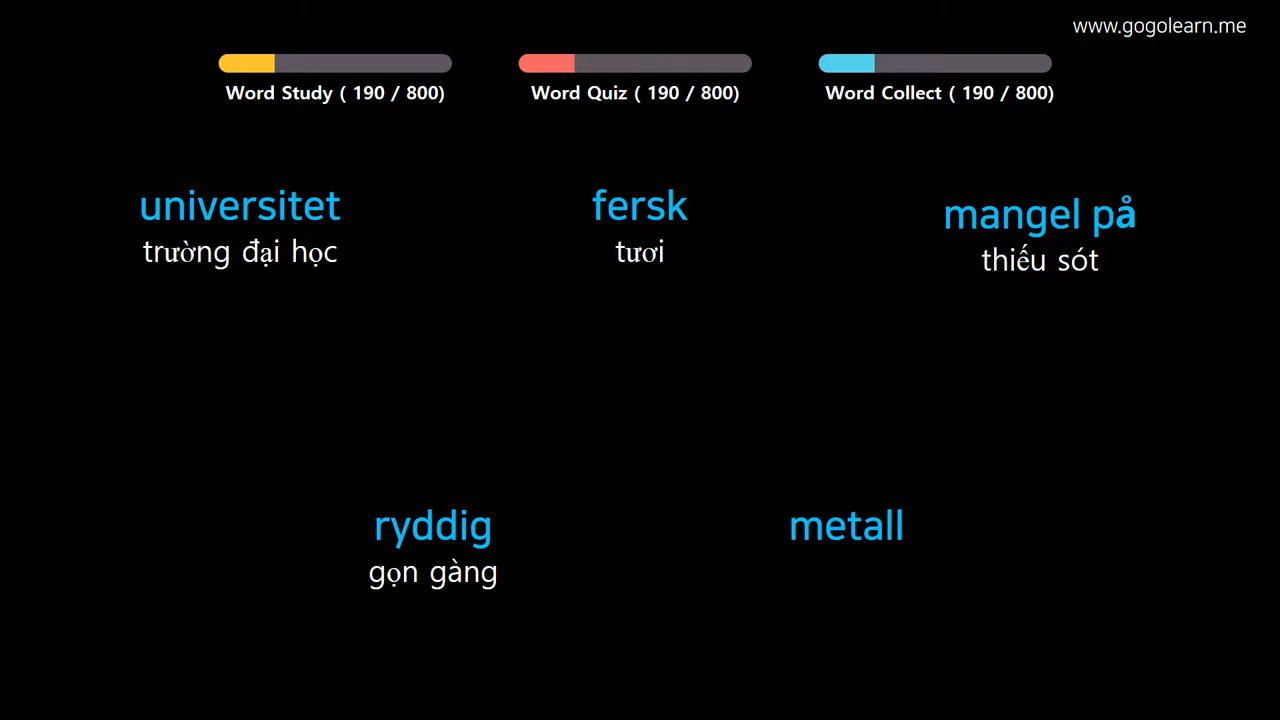 www.gogolearn.me
Word Study ( 190 / 800)
Word Quiz ( 190 / 800)
Word Collect ( 190 / 800)
universitet
trường đại học
fersk
tươi
mangel på
thiếu sót
ryddig
gọn gàng
metall